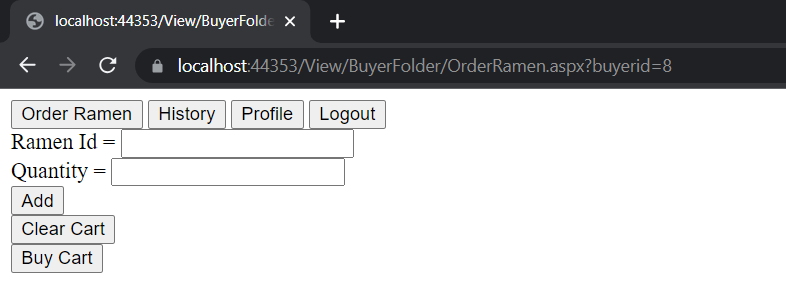 localhost:44353/View/BuyerFolde
localhost:44353/View/BuyerFolder/OrderRamen.aspx?buyerid=8
Order Ramen History Profile Logout
Ramen Id =
Quantity =
Add
Clear Cart
Buy Cart